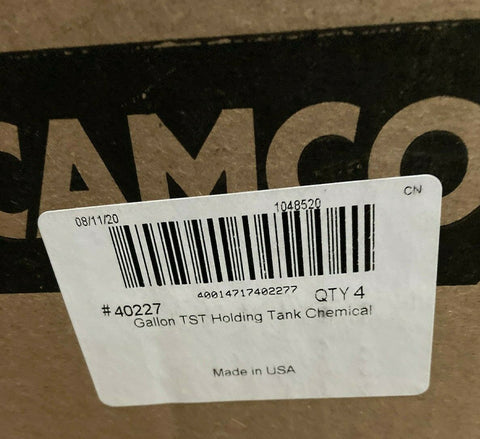 CAMCO
CN
08/11/20
1048520
40014717402277
#40227
QTY 4
Gallon TST Holding Tank Chemical
Made in USA